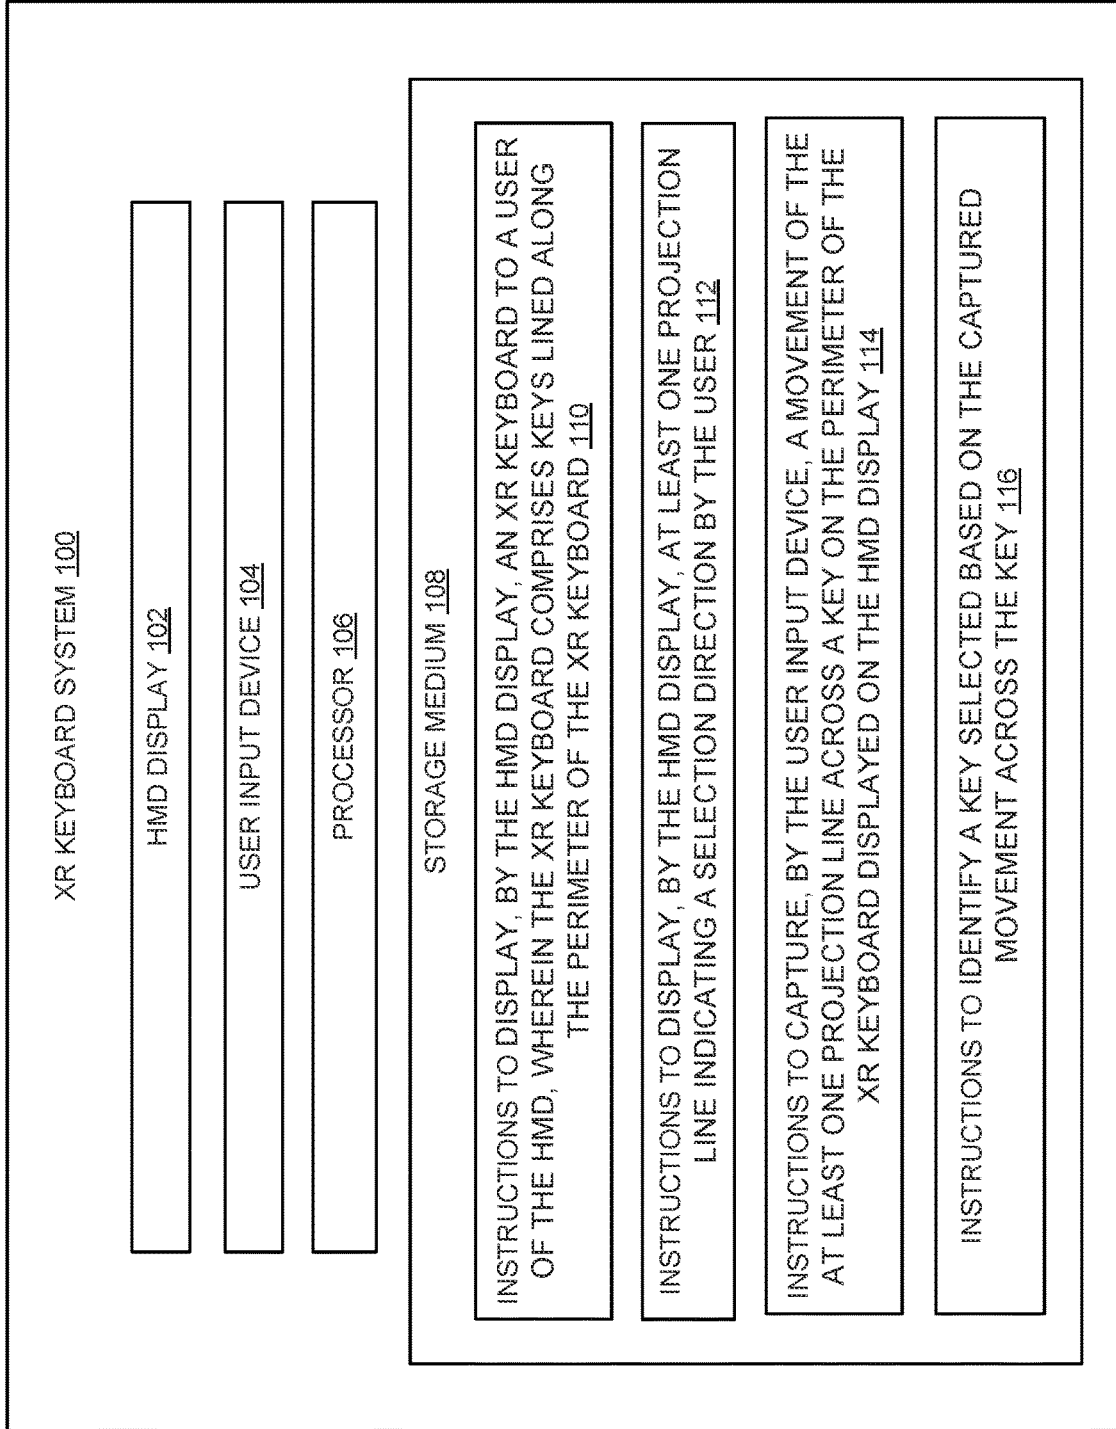 XR KEYBOARD SYSTEM 100
HMD DISPLAY 102
USER INPUT DEVICE 104
PROCESSOR 106
STORAGE MEDIUM 108
INSTRUCTIONS TO DISPLAY, BY THE HMD DISPLAY, AN XR KEYBOARD TO A USER
OF THE HMD, WHEREIN THE XR KEYBOARD COMPRISES KEYS LINED ALONG
THE PERIMETER OF THE XR KEYBOARD 110
INSTRUCTIONS TO DISPLAY, BY THE HMD DISPLAY, AT LEAST ONE PROJECTION
LINE INDICATING A SELECTION DIRECTION BY THE USER 112
INSTRUCTIONS TO CAPTURE, BY THE USER INPUT DEVICE, A MOVEMENT OF THE
AT LEAST ONE PROJECTION LINE ACROSS A KEY ON THE PERIMETER OF THE
XR KEYBOARD DISPLAYED ON THE HMD DISPLAY 114
INSTRUCTIONS TO IDENTIFY A KEY SELECTED BASED ON THE CAPTURED
MOVEMENT ACROSS THE KEY 116